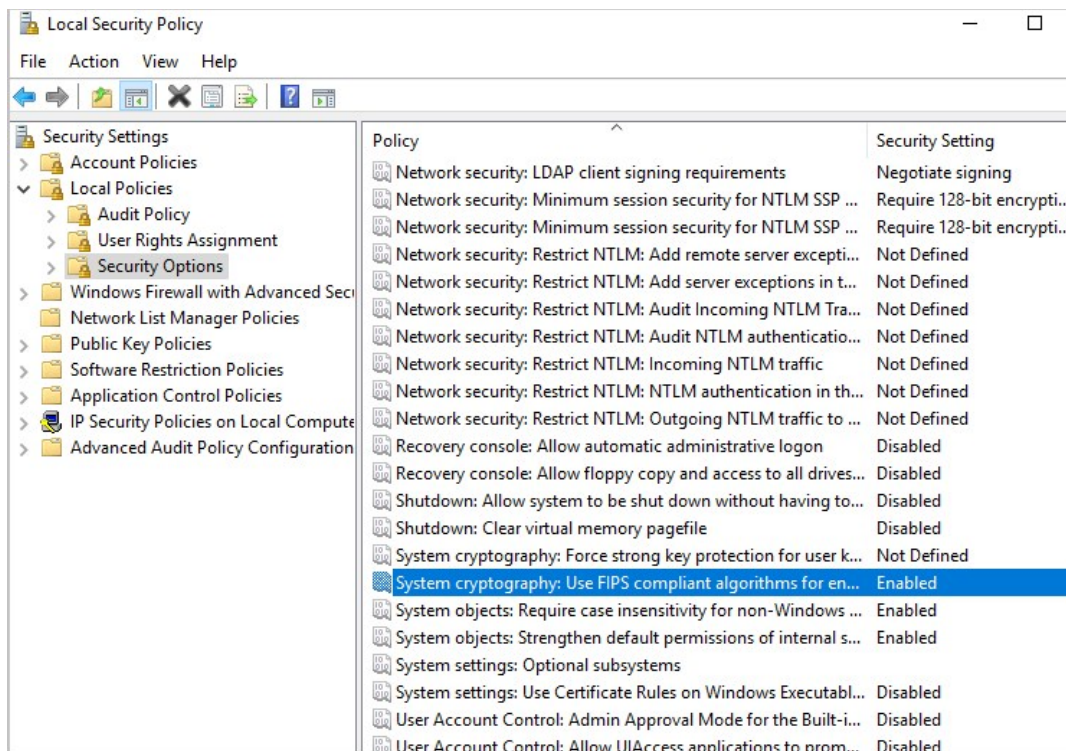 Local Security Policy
File Action View Help
Security Settings
Account Policies
Local Policies
Audit Policy
User Rights Assignment
Security Options
Windows Firewall with Advanced Secu
Network List Manager Policies
Public Key Policies
Software Restriction Policies
Application Control Policies
IP Security Policies on Local Compute
Advanced Audit Policy Configuration
Policy Security Setting
Network security: LDAP client signing requirements Negotiate signing
Network security: Minimum session security for NTLM SSP ... Require 128-bit encrypti...
Network security: Minimum session security for NTLM SSP ... Require 128-bit encrypti...
Network security: Restrict NTLM: Add remote server excepti... Not Defined
Network security: Restrict NTLM: Add server exceptions in t... Not Defined
Network security: Restrict NTLM: Audit Incoming NTLM Tra... Not Defined
Network security: Restrict NTLM: Audit NTLM authenticatio... Not Defined
Network security: Restrict NTLM: Incoming NTLM traffic Not Defined
Network security: Restrict NTLM: NTLM authentication in th... Not Defined
Network security: Restrict NTLM: Outgoing NTLM traffic to ... Not Defined
Recovery console: Allow automatic administrative logon Disabled
Recovery console: Allow floppy copy and access to all drives... Disabled
Shutdown: Allow system to be shut down without having to... Disabled
Shutdown: Clear virtual memory pagefile Disabled
System cryptography: Force strong key protection for user k... Not Defined
System cryptography: Use FIPS compliant algorithms for en... Enabled
System objects: Require case insensitivity for non-Windows ... Enabled
System objects: Strengthen default permissions of internal s... Enabled
System settings: Optional subsystems
System settings: Use Certificate Rules on Windows Executabl... Disabled
User Account Control: Admin Approval Mode for the Built-i... Disabled
User Account Control: Allow UIAccess applications to prom... Disabled